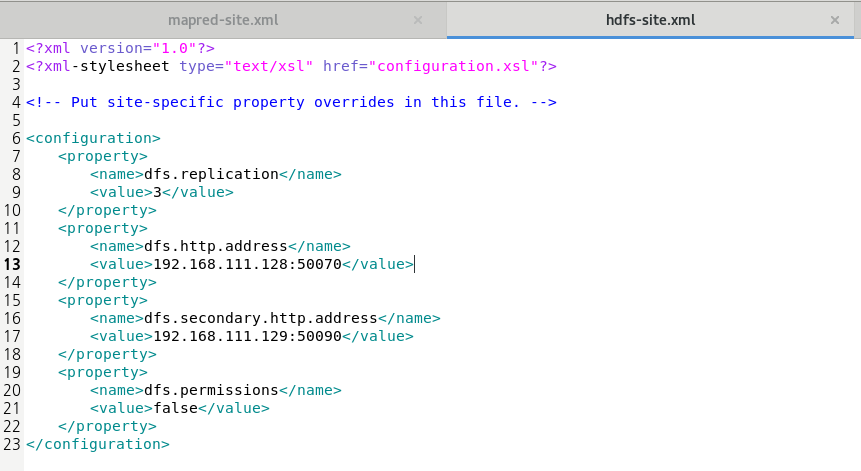 mapred-site.xml × hdfs-site.xml ×
1 <?xml version="1.0"?>
2 <?xml-stylesheet type="text/xsl" href="configuration.xsl"?>
3
4 <!-- Put site-specific property overrides in this file. -->
5
6 <configuration>
7 <property>
8 <name>dfs.replication</name>
9 <value>3</value>
10 </property>
11 <property>
12 <name>dfs.http.address</name>
13 <value>192.168.111.128:50070</value>
14 </property>
15 <property>
16 <name>dfs.secondary.http.address</name>
17 <value>192.168.111.129:50090</value>
18 </property>
19 <property>
20 <name>dfs.permissions</name>
21 <value>false</value>
22 </property>
23 </configuration>